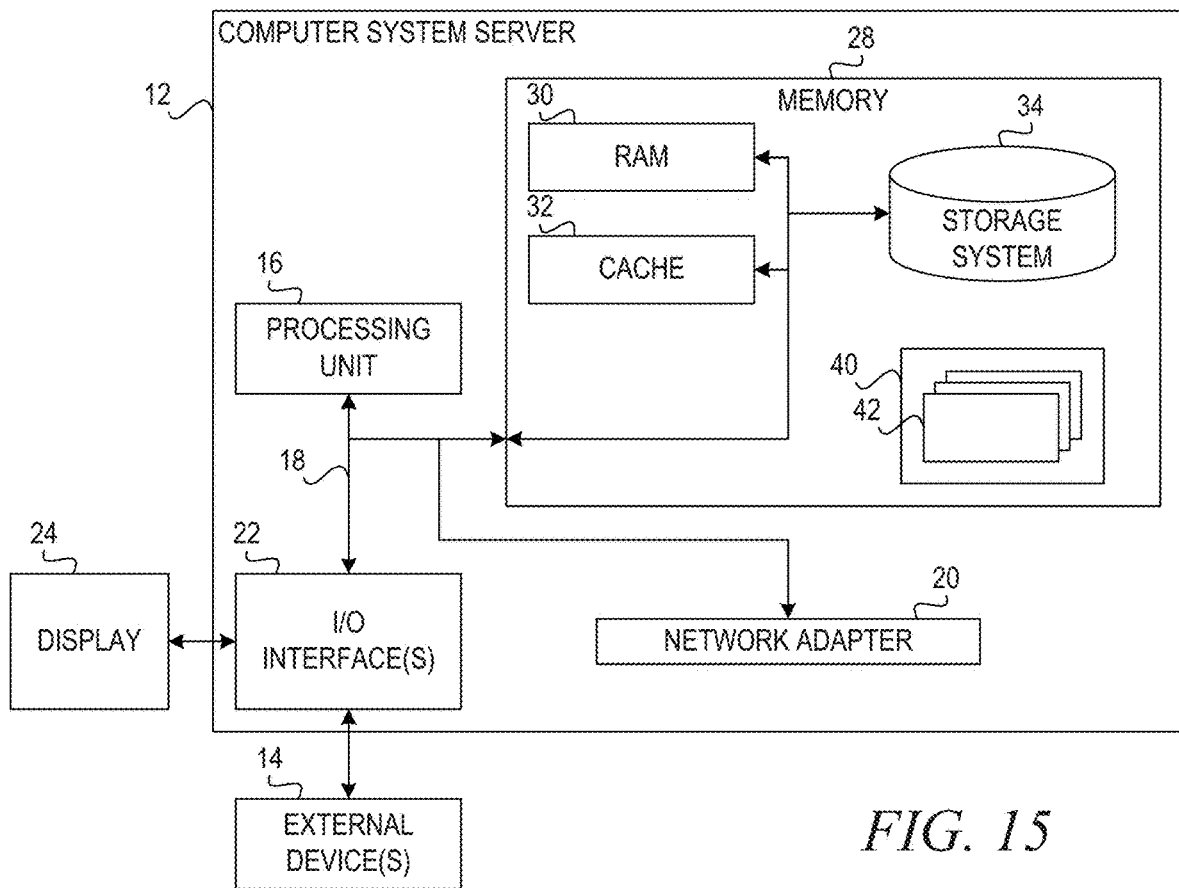 COMPUTER SYSTEM SERVER
12
28
MEMORY
30
RAM
34
STORAGE
SYSTEM
32
CACHE
16
PROCESSING
UNIT
40
42
18
24
DISPLAY
22
I/O
INTERFACE(S)
20
NETWORK ADAPTER
14
EXTERNAL
DEVICE(S)
FIG. 15